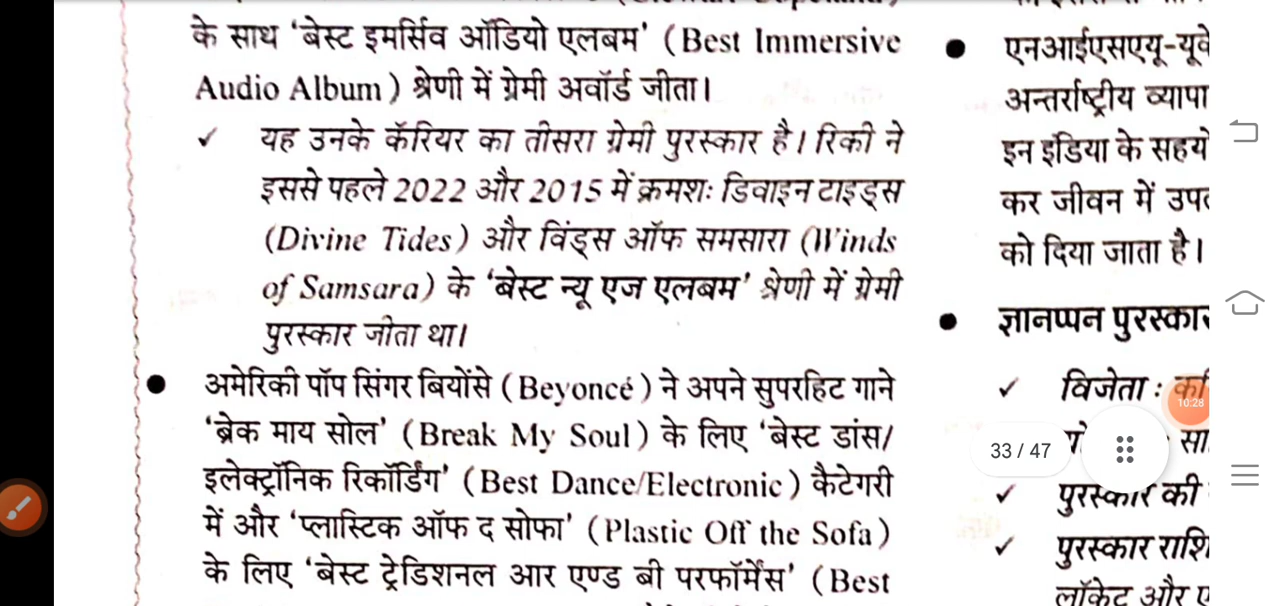 के साथ 'बेस्ट इमर्सिव ऑडियो एलबम' (Best Immersive
Audio Album) श्रेणी में ग्रेमी अवॉर्ड जीता।
✓ यह उनके कॅरियर का तीसरा ग्रेमी पुरस्कार है। रिकी ने
इससे पहले 2022 और 2015 में क्रमशः डिवाइन टाइड्स
(Divine Tides) और विंड्स ऑफ समसारा (Winds
of Samsara) के 'बेस्ट न्यू एज एलबम' श्रेणी में ग्रेमी
पुरस्कार जीता था।
● अमेरिकी पॉप सिंगर बियोंसे (Beyoncé) ने अपने सुपरहिट गाने
'ब्रेक माय सोल' (Break My Soul) के लिए 'बेस्ट डांस/
इलेक्ट्रॉनिक रिकॉर्डिंग' (Best Dance/Electronic) कैटेगरी
में और 'प्लास्टिक ऑफ द सोफा' (Plastic Off the Sofa)
के लिए 'बेस्ट ट्रेडिशनल आर एण्ड बी परफॉर्मेंस' (Best
● एनआईएसएयू-यूके
अन्तर्राष्ट्रीय व्यापा
इन इंडिया के सहयो
कर जीवन में उप
को दिया जाता है।
● ज्ञानप्पन पुरस्कार
✓ विजेता :
10:28
33 / 47
सा
✓ पुरस्कार की
✓ पुरस्कार राशि
लॉकेट और ए